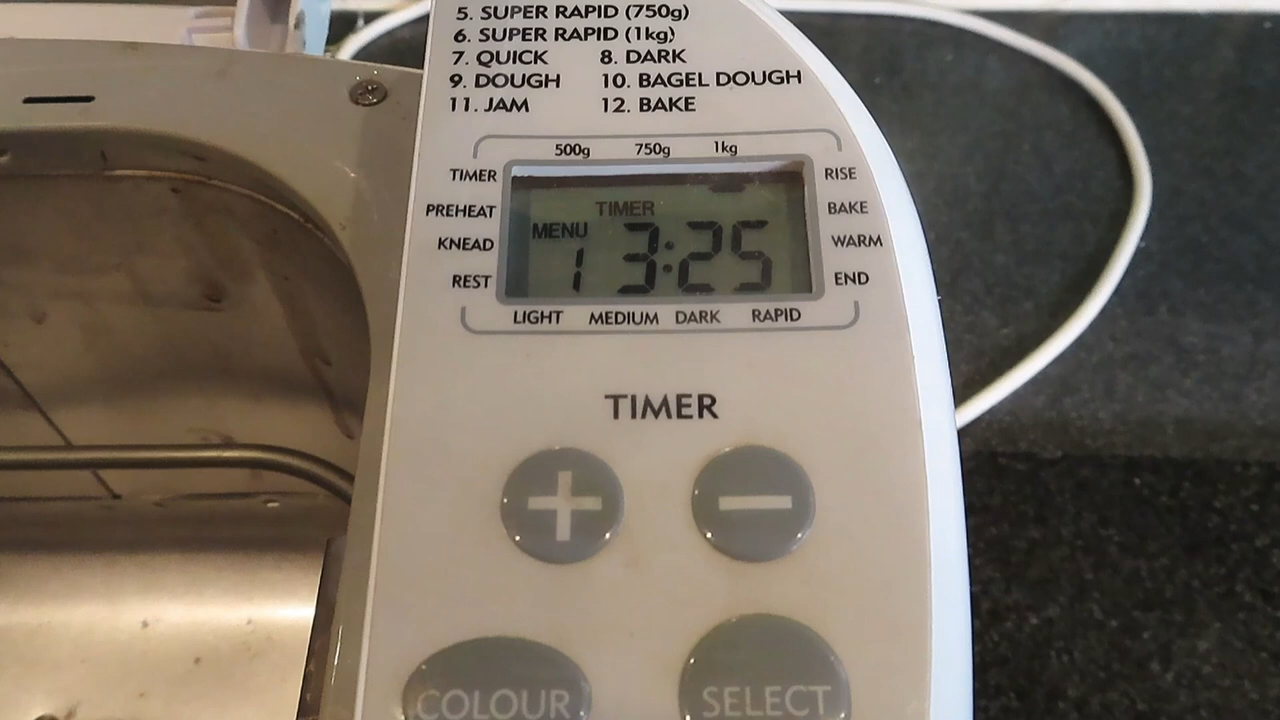 5. SUPER RAPID (750g)
6. SUPER RAPID (1kg)
7. QUICK 8. DARK
9. DOUGH 10. BAGEL DOUGH
11. JAM 12. BAKE
500g 750g 1kg
TIMER RISE
PREHEAT TIMER BAKE
KNEAD MENU WARM
1 3:25
REST END
LIGHT MEDIUM DARK RAPID
TIMER
+ −
COLOUR SELECT